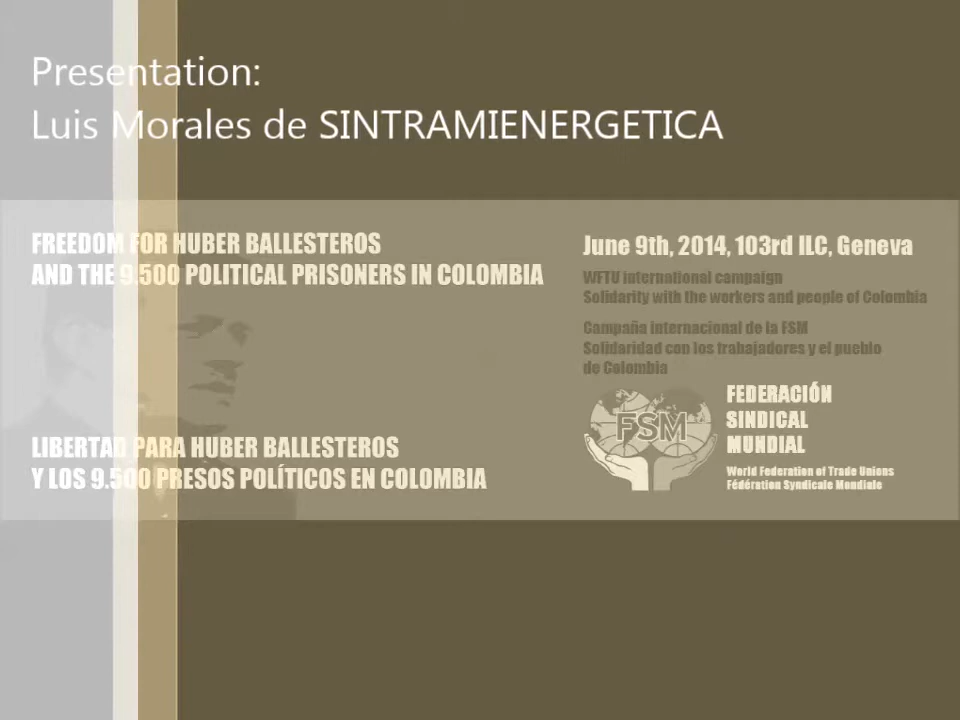 Presentation:
Luis Morales de SINTRAMIENERGETICA
FREEDOM FOR HUBER BALLESTEROS
AND THE 9.500 POLITICAL PRISONERS IN COLOMBIA
LIBERTAD PARA HUBER BALLESTEROS
Y LOS 9.500 PRESOS POLÍTICOS EN COLOMBIA
June 9th, 2014, 103rd ILC, Geneva
WFTU international campaign
Solidarity with the workers and people of Colombia
Campaña internacional de la FSM
Solidaridad con los trabajadores y el pueblo
de Colombia
FSM
FEDERACIÓN
SINDICAL
MUNDIAL
World Federation of Trade Unions
Fédération Syndicale Mondiale